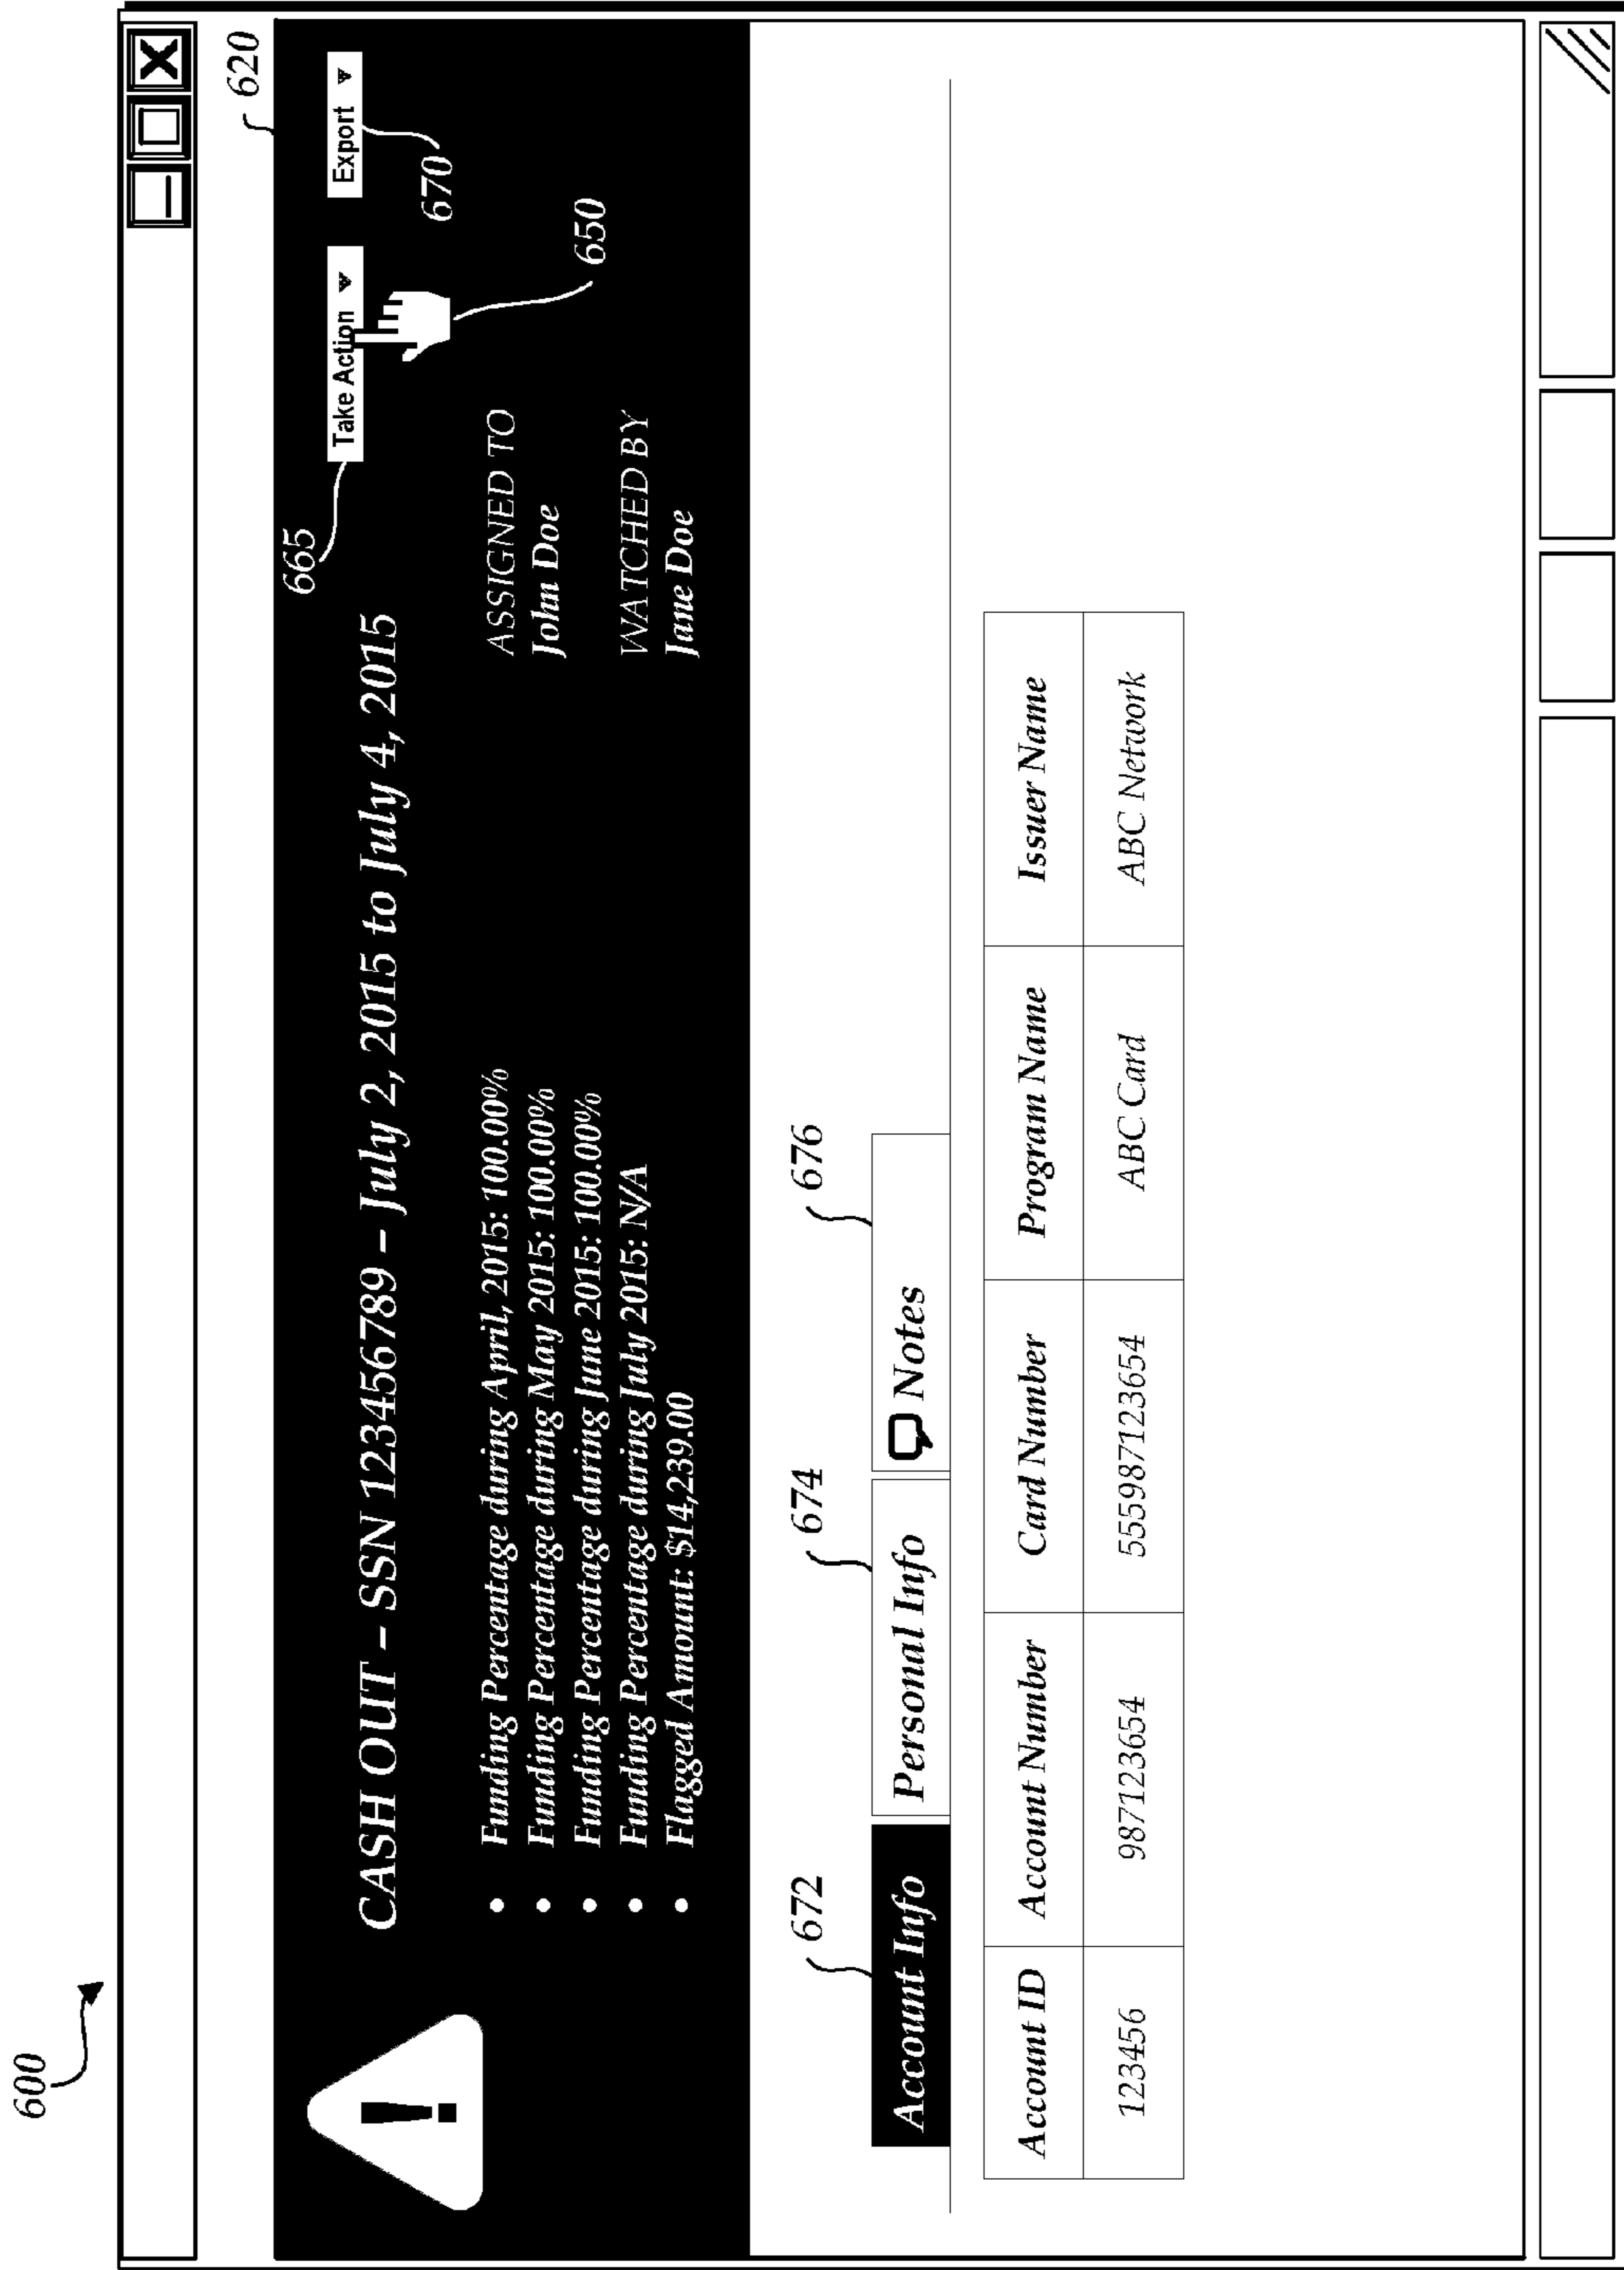 600
620
665
Take Action
Export
670
650
CASH OUT – SSN 123456789 – July 2, 2015 to July 4, 2015
• Funding Percentage during April, 2015: 100.00%
• Funding Percentage during May 2015: 100.00%
• Funding Percentage during June 2015: 100.00%
• Funding Percentage during July 2015: N/A
• Flagged Amount: $14,239.00
ASSIGNED TO
John Doe
WATCHED BY
Jane Doe
672
674
676
Account Info
Personal Info
Notes
Account ID Account Number Card Number Program Name Issuer Name
123456 987123654 555987123654 ABC Card ABC Network